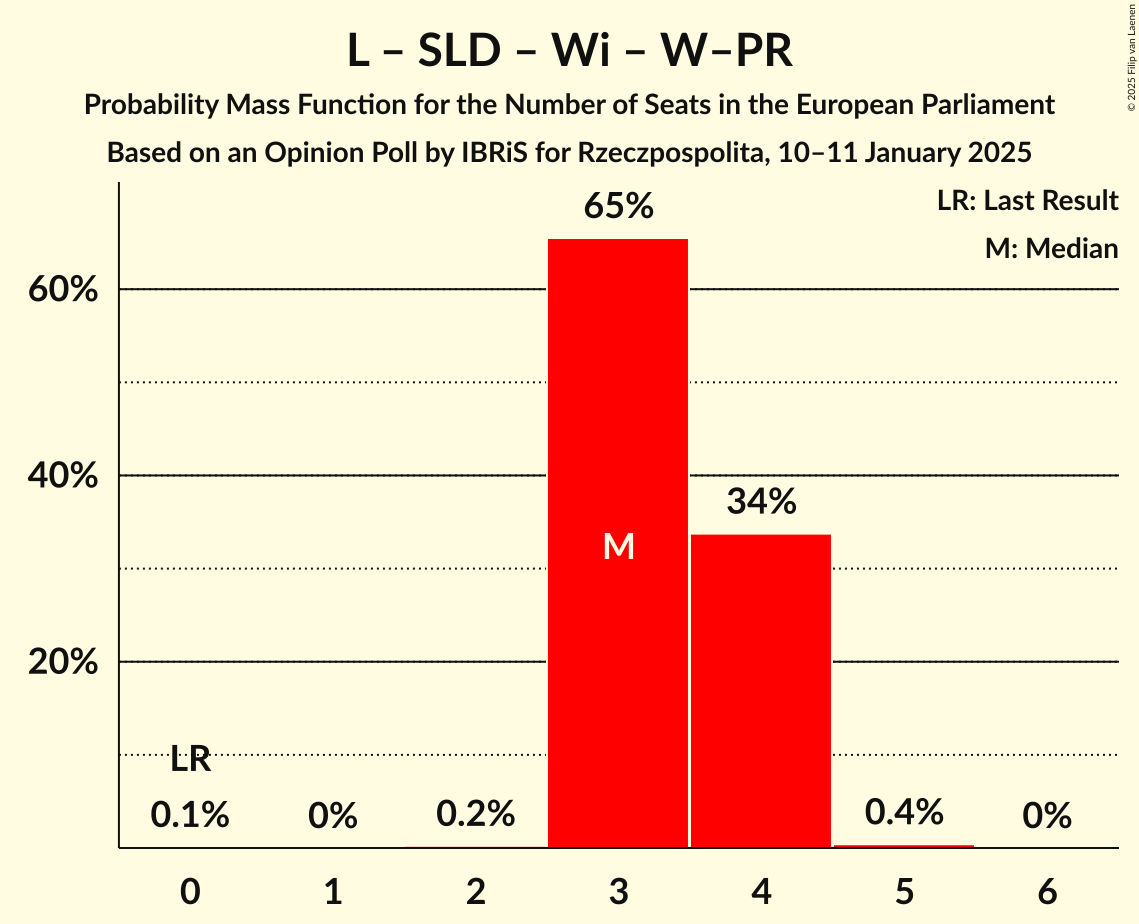 L – SLD – Wi – W–PR
Probability Mass Function for the Number of Seats in the European Parliament
Based on an Opinion Poll by IBRiS for Rzeczpospolita, 10–11 January 2025
© 2025 Filip van Laenen
LR: Last Result
M: Median
65%
60%
40%
34%
M
20%
LR
0.1%
0%
0.2%
0.4%
0%
0
1
2
3
4
5
6